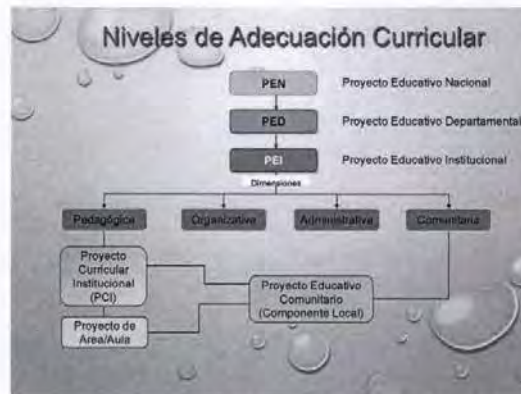 Niveles de Adecuación Curricular
PEN Proyecto Educativo Nacional
PED Proyecto Educativo Departamental
PEI Proyecto Educativo Institucional
Dimensiones
Pedagógica Organizativa Administrativa Comunitaria
Proyecto
Curricular
Institucional
(PCI)
Proyecto Educativo
Comunitario
(Componente Local)
Proyecto de
Area/Aula